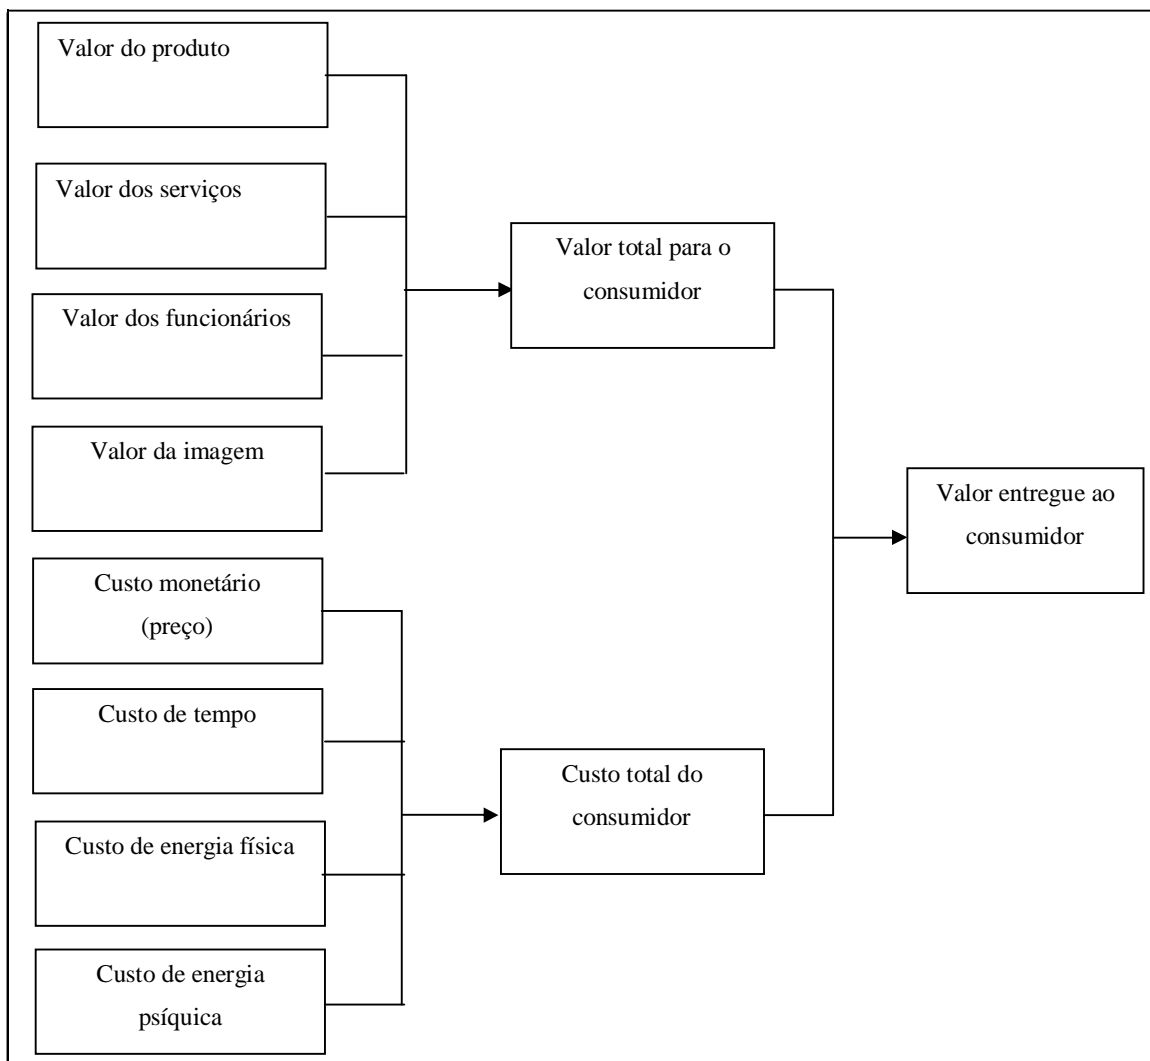 Valor do produto
Valor dos serviços
Valor dos funcionários
Valor da imagem
Custo monetário
(preço)
Custo de tempo
Custo de energia física
Custo de energia
psíquica
Valor total para o
consumidor
Custo total do
consumidor
Valor entregue ao
consumidor